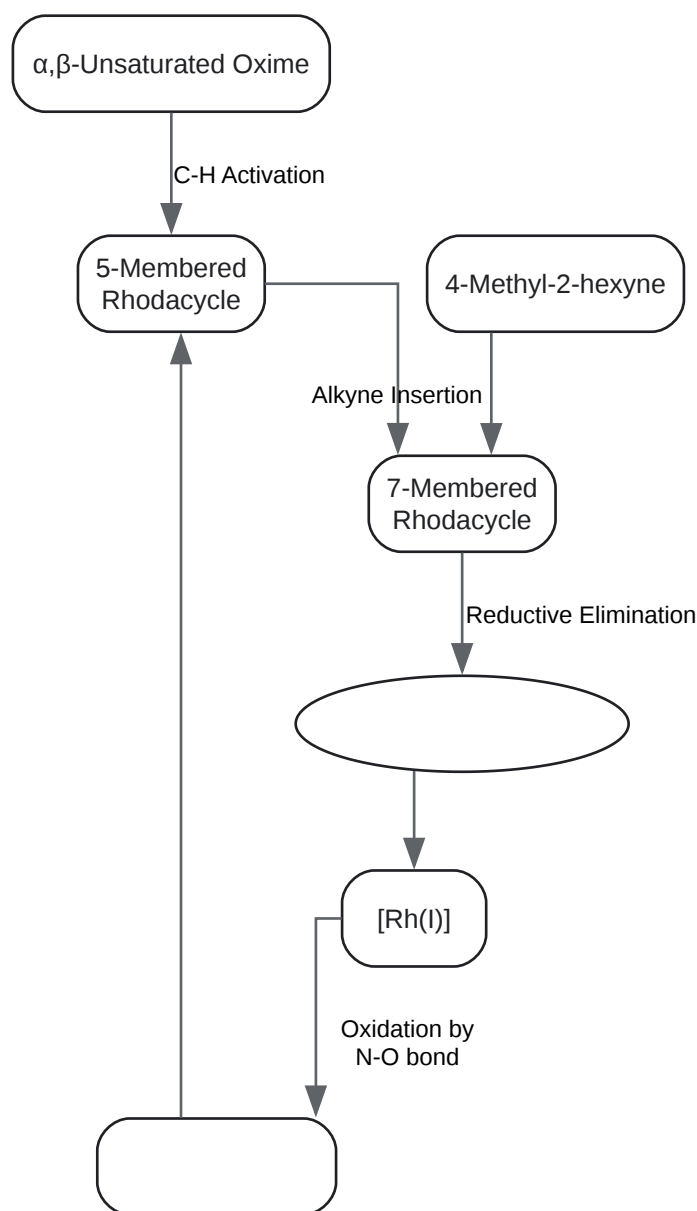 α,β-Unsaturated Oxime
C-H Activation
5-Membered
Rhodacycle
4-Methyl-2-hexyne
Alkyne Insertion
7-Membered
Rhodacycle
Reductive Elimination
[Rh(I)]
Oxidation by
N-O bond